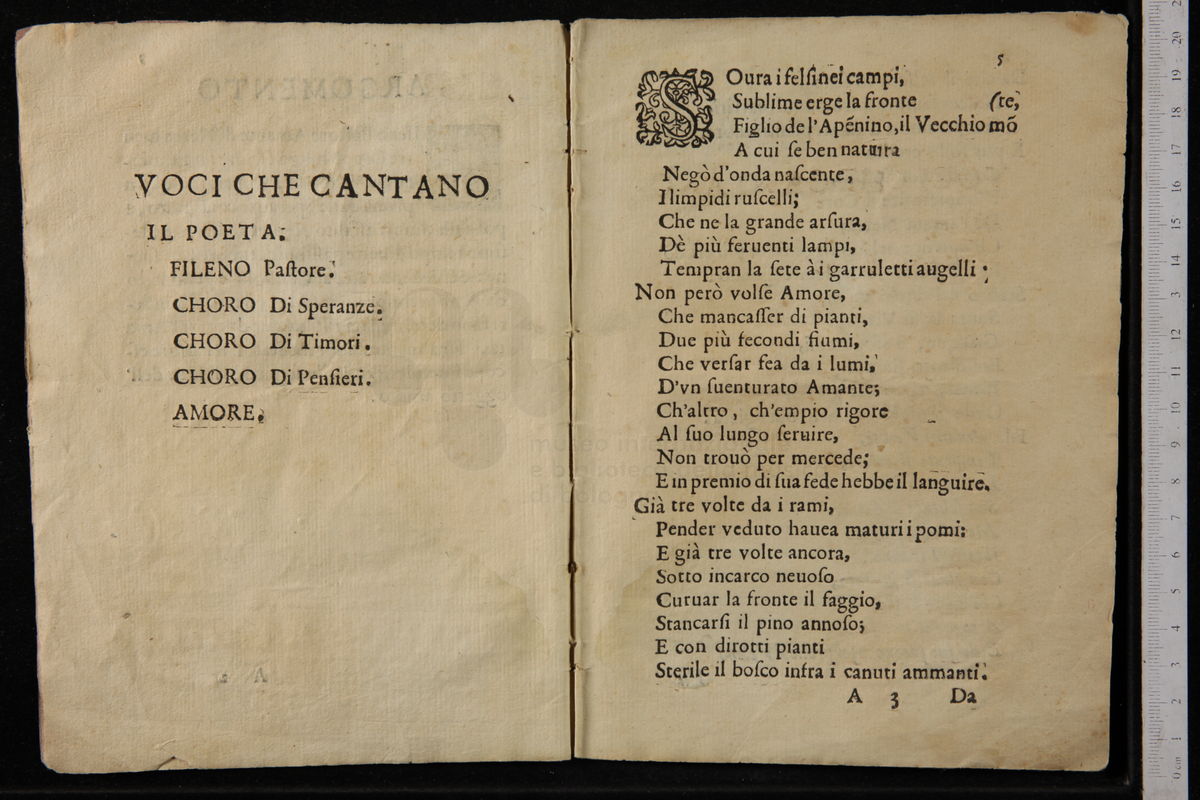 VOCI CHE CANTANO
IL POETA.
FILENO Paſtore.
CHORO Di Speranze.
CHORO Di Timori.
CHORO Di Penſieri.
AMORE.
5
SOura i felſinei campi,
Sublime erge la fronte (te,
Figlio de l'Apẽnino, il Vecchio mõ
A cui ſe ben natura
Negò d'onda naſcente,
I limpidi ruſcelli;
Che ne la grande arſura,
Dè più feruenti lampi,
Tempran la ſete à i garruletti augelli.
Non però volſe Amore,
Che mancaſſer di pianti,
Due più fecondi fiumi,
Che verſar fea da i lumi,
D'vn ſuenturato Amante;
Ch'altro, ch'empio rigore
Al ſuo lungo ſeruire,
Non trouò per mercede;
E in premio di ſua fede hebbe il languire.
Già tre volte da i rami,
Pender veduto hauea maturi i pomi:
E già tre volte ancora,
Sotto incarco neuoſo
Curuar la fronte il faggio,
Stancarſi il pino annoſo;
E con dirotti pianti
Sterile il boſco infra i canuti ammanti.
A 3 Da